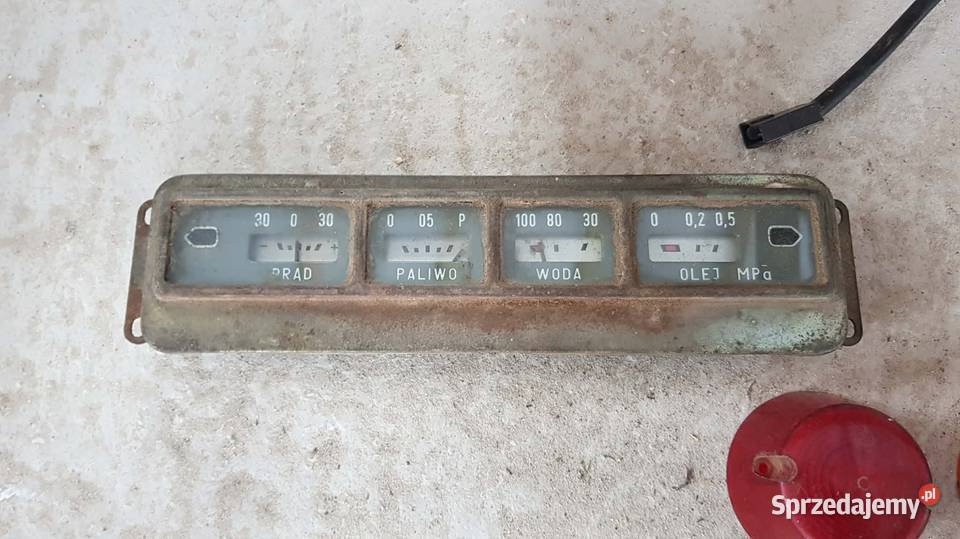 30 0 30
- +
PRAD
0 05 P
PALIWO
100 80 30
WODA
0 0,2 0,5
OLEJ MPa
C
Sprzedajemy.pl